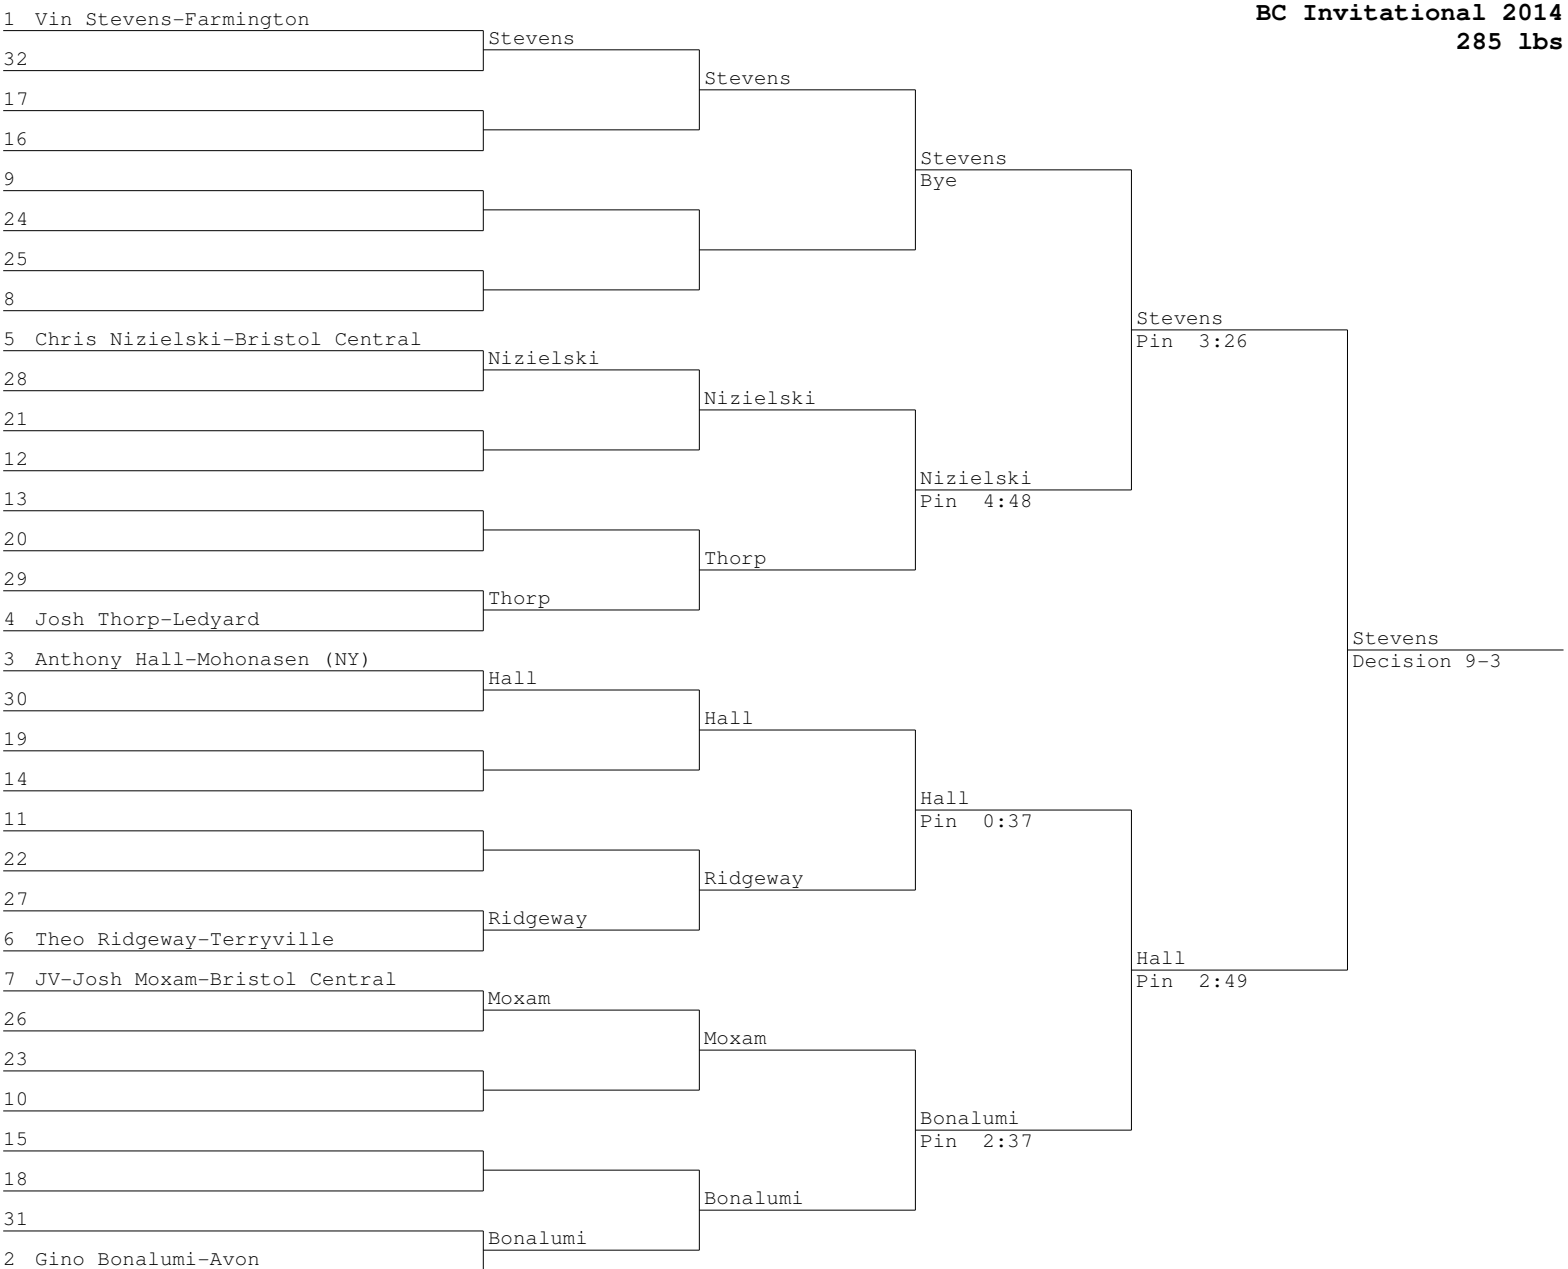 BC Invitational 2014
285 lbs
1 Vin Stevens-Farmington
Stevens
32
Stevens
17
16
Stevens
9
Bye
24
25
8
Stevens
5 Chris Nizielski-Bristol Central
Pin 3:26
Nizielski
28
Nizielski
21
12
Nizielski
13
Pin 4:48
20
Thorp
29
Thorp
4 Josh Thorp-Ledyard
Stevens
3 Anthony Hall-Mohonasen (NY)
Decision 9-3
Hall
30
Hall
19
14
Hall
11
Pin 0:37
22
Ridgeway
27
Ridgeway
6 Theo Ridgeway-Terryville
Hall
7 JV-Josh Moxam-Bristol Central
Pin 2:49
Moxam
26
Moxam
23
10
Bonalumi
15
Pin 2:37
18
Bonalumi
31
Bonalumi
2 Gino Bonalumi-Avon